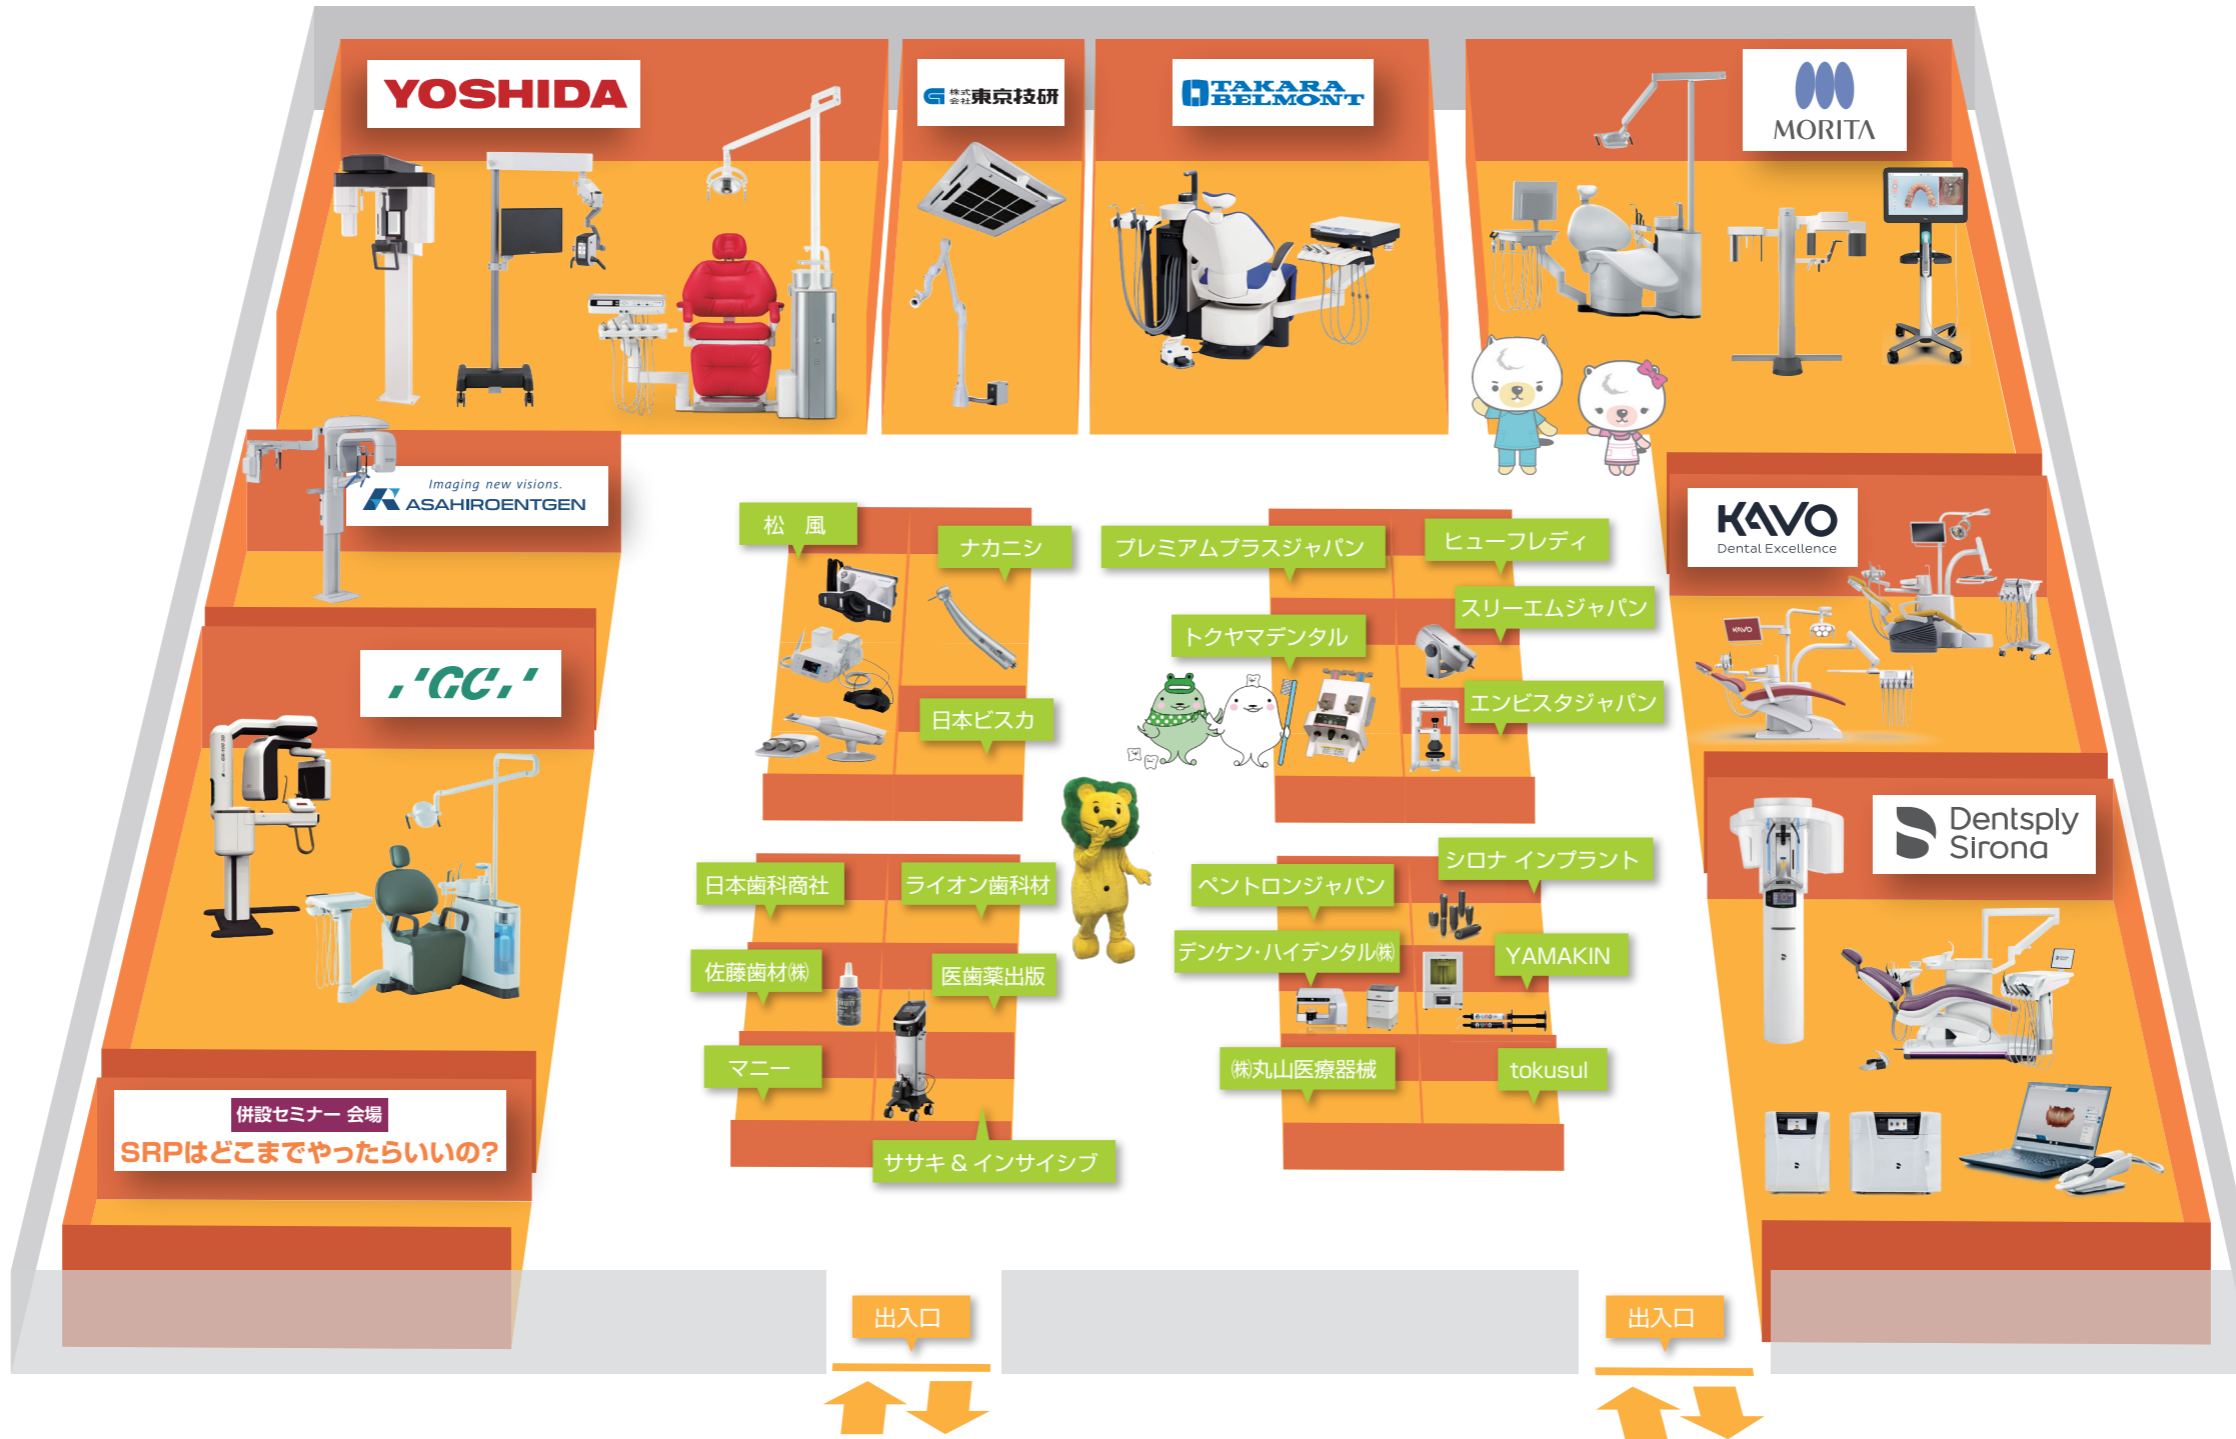 YOSHIDA
株式会社 東京技研
TAKARA
BELMONT
MORITA
Imaging new visions.
ASAHIROENTGEN
KAVO
Dental Excellence
KAVO
松 風
ナカニシ
プレミアムプラスジャパン
ヒューフレディ
スリーエムジャパン
トクヤマデンタル
エンビスタジャパン
日本ビスカ
GC
Dentsply
Sirona
日本歯科商社
ライオン歯科材
ペントロンジャパン
シロナ インプラント
佐藤歯材㈱
医歯薬出版
デンケン・ハイデンタル㈱
YAMAKIN
マニー
㈱丸山医療器械
tokusul
ササキ & インサイシブ
併設セミナー 会場
SRPはどこまでやったらいいの?
出入口
出入口